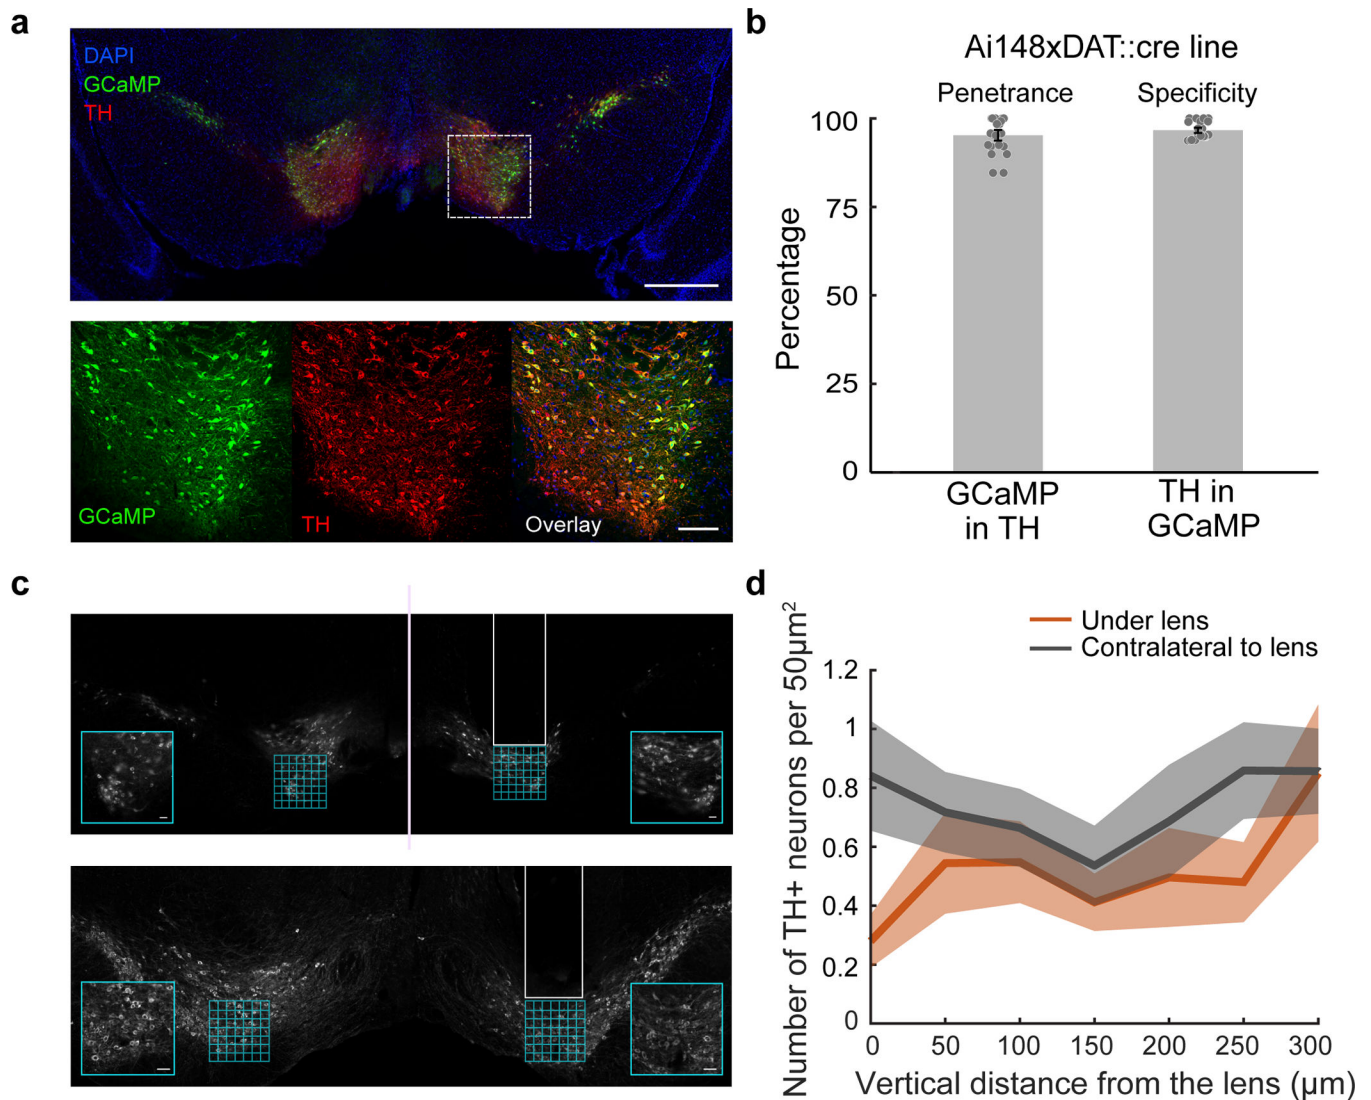 a
DAPI
GCaMP
TH
GCaMP
TH
Overlay
b
Ai148xDAT::cre line
Penetrance
Specificity
Percentage
100
75
50
25
0
GCaMP
in TH
TH in
GCaMP
c
d
Under lens
Contralateral to lens
Number of TH+ neurons per 50µm²
1.2
1
0.8
0.6
0.4
0.2
0
0 50 100 150 200 250 300
Vertical distance from the lens (µm)